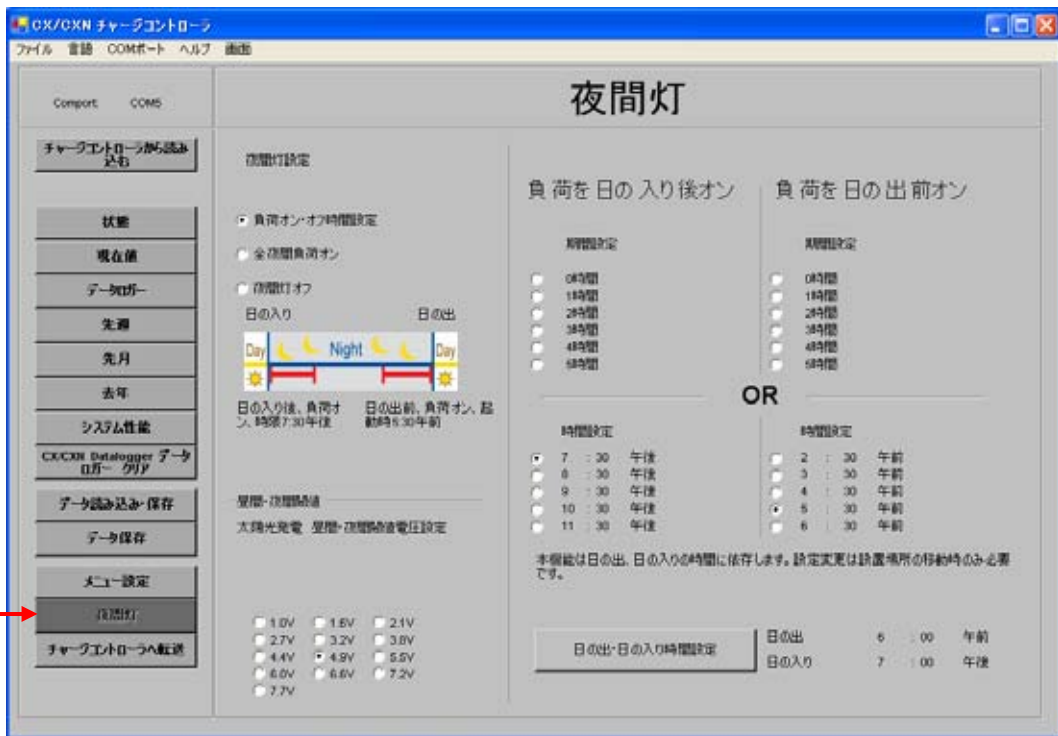 CX/CXN チャージコントローラ
ファイル 言語 COMポート ヘルプ 画面
Comport: COM5
夜間灯
チャージコントローラから読み
込む
状態
現在値
データロガー
先週
先月
去年
システム性能
CX/CXN Datalogger データ
ロガー クリア
データ読み込み・保存
データ保存
メニュー設定
夜間灯
チャージコントローラへ転送
夜間灯設定
負荷オン・オフ時間設定
全夜間負荷オン
夜間灯オフ
日の入り 日の出
Day Night Day
日の入り後、負荷オ
ン、時限7:30午後
日の出前、負荷オン、起
動時5:30午前
昼間・夜間閾値
太陽光発電 昼間・夜間閾値電圧設定
1.0V 1.6V 2.1V
2.7V 3.2V 3.8V
4.4V 4.9V 5.5V
6.0V 6.6V 7.2V
7.7V
負荷を日の入り後オン 負荷を日の出前オン
期間設定 期間設定
0時間 0時間
1時間 1時間
2時間 2時間
3時間 3時間
4時間 4時間
5時間 5時間
OR
時間設定 時間設定
7 : 30 午後 2 : 30 午前
8 : 30 午後 3 : 30 午前
9 : 30 午後 4 : 30 午前
10 : 30 午後 5 : 30 午前
11 : 30 午後 6 : 30 午前
本機能は日の出、日の入りの時間に依存します。設定変更は設置場所の移動時のみ必要
です。
日の出・日の入り時間設定
日の出 6 : 00 午前
日の入り 7 : 00 午後